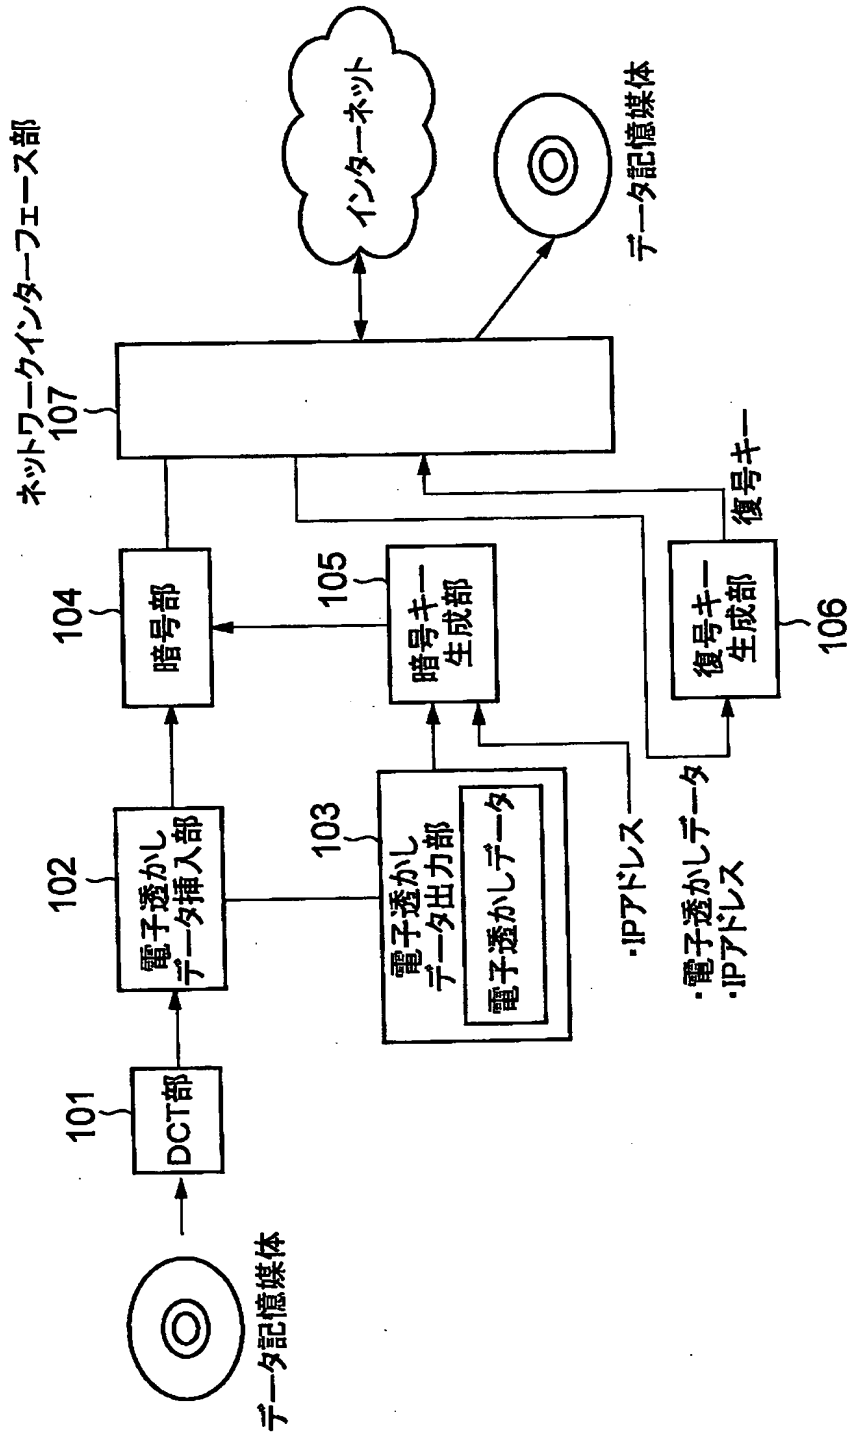 ネットワークインターフェース部
107
インターネット
データ記憶媒体
104
暗号部
105
暗号キー
生成部
復号キー
復号キー
生成部
106
102
電子透かし
データ挿入部
103
電子透かし
データ出力部
電子透かしデータ
・IPアドレス
・電子透かしデータ
・IPアドレス
101
DCT部
データ記憶媒体